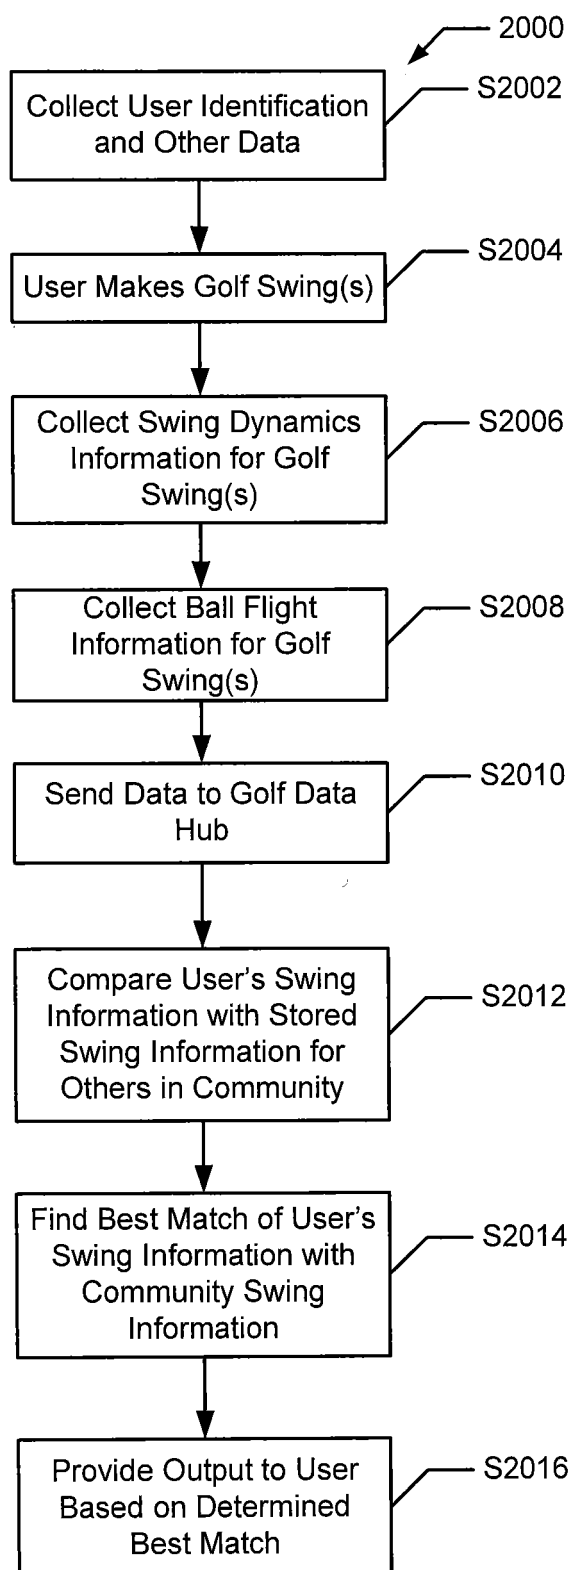 2000
S2002
Collect User Identification
and Other Data
S2004
User Makes Golf Swing(s)
S2006
Collect Swing Dynamics
Information for Golf
Swing(s)
S2008
Collect Ball Flight
Information for Golf
Swing(s)
S2010
Send Data to Golf Data
Hub
S2012
Compare User's Swing
Information with Stored
Swing Information for
Others in Community
S2014
Find Best Match of User's
Swing Information with
Community Swing
Information
S2016
Provide Output to User
Based on Determined
Best Match